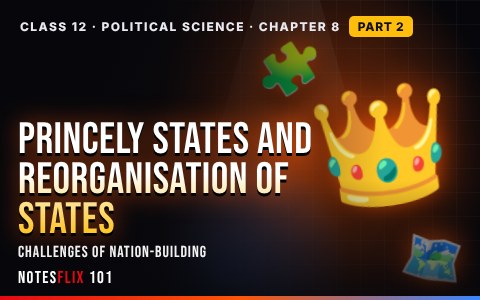 CLASS 12 · POLITICAL SCIENCE · CHAPTER 8 PART 2
PRINCELY STATES AND
REORGANISATION OF
STATES
CHALLENGES OF NATION-BUILDING
NOTESFLIX 101